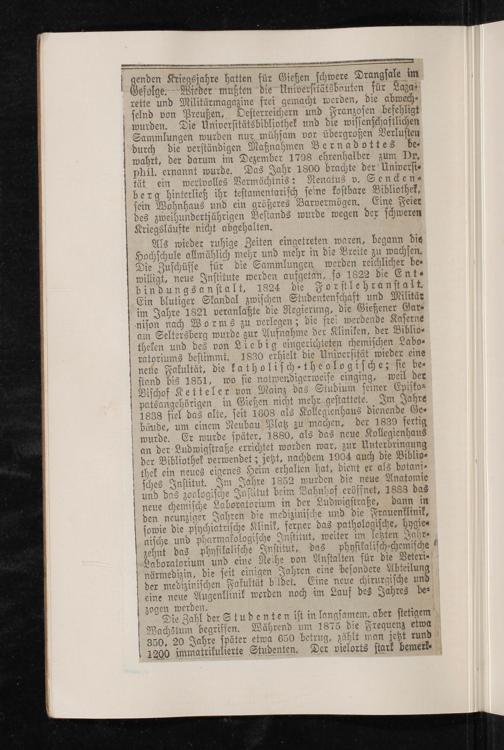 genden Kriegsjahre hatten für Gießen schwere Drangsale im
Gefolge. Wieder mußten die Universitätsbauten für Laza-
rette und Militärmagazine frei gemacht werden, die abwech-
selnd von Preußen, Oesterreichern und Franzosen befehligt
wurden. Die Universitätsbibliothek und die wissenschaftlichen
Sammlungen wurden nur mühsam vor übergroßen Verlusten
durch die verständigen Maßnahmen Bernadottes be-
wahrt, der darum im Dezember 1798 ehrenhalber zum Dr.
phil. ernannt wurde. Das Jahr 1800 brachte der Universi-
tät ein wertvolles Vermächtnis: Renatus v. Sencken-
berg hinterließ ihr testamentarisch seine kostbare Bibliothek,
sein Wohnhaus und ein größeres Barvermögen. Eine Feier
des zweihundertjährigen Bestands wurde wegen der schweren
Kriegsläufte nicht abgehalten.
Als wieder ruhige Zeiten eingetreten waren, begann die
Hochschule allmählich mehr und mehr in die Breite zu wachsen.
Die Zuschüsse für die Sammlungen werden reichlicher be-
willigt, neue Institute werden aufgetan, so 1822 die Ent-
bindungsanstalt, 1824 die Forstlehranstalt.
Ein blutiger Skandal zwischen Studentenschaft und Militär
im Jahre 1821 veranlaßte die Regierung, die Gießener Gar-
nison nach Worms zu verlegen; die frei werdende Kaserne
am Seltersberg wurde zur Aufnahme der Kliniken, der Biblio-
theken und des von Liebig eingerichteten chemischen Labo-
ratoriums bestimmt. 1830 erhielt die Universität wieder eine
neue Fakultät, die katholisch-theologische; sie be-
stand bis 1851, wo sie notwendigerweise einging, weil der
Bischof Ketteler von Mainz das Studium seiner Episko-
patsangehörigen in Gießen nicht mehr gestattete. Im Jahre
1838 fiel das alte, seit 1608 als Kollegienhaus dienende Ge-
bäude, um einem Neubau Platz zu machen, der 1839 fertig
wurde. Er wurde später, 1880, als das neue Kollegienhaus
an der Ludwigstraße errichtet worden war, zur Unterbringung
der Bibliothek verwendet; jetzt, nachdem 1904 auch die Biblio-
thek ein neues eigenes Heim erhalten hat, dient er als botani-
sches Institut. Im Jahre 1852 wurden die neue Anatomie
und das zoologische Institut beim Bahnhof eröffnet, 1888 das
neue chemische Laboratorium in der Ludwigstraße, dann in
den neunziger Jahren die medizinische und die Frauenklinik,
sowie die psychiatrische Klinik, ferner das pathologische, hygie-
nische und pharmakologische Institut, weiter im letzten Jahr-
zehnt das physikalische Institut, das physikalisch-chemische
Laboratorium und eine Reihe von Anstalten für die Veteri-
närmedizin, die seit einigen Jahren eine besondere Abteilung
der medizinischen Fakultät bildet. Eine neue chirurgische und
eine neue Augenklinik worden noch im Lauf des Jahres be-
zogen werden.
Die Zahl der Studenten ist in langsamem, aber stetigem
Wachstum begriffen. Während um 1875 die Frequenz etwa
350, 20 Jahre später etwa 650 betrug, zählt man jetzt rund
1200 immatrikulierte Studenten. Der vielorts stark bemerk-